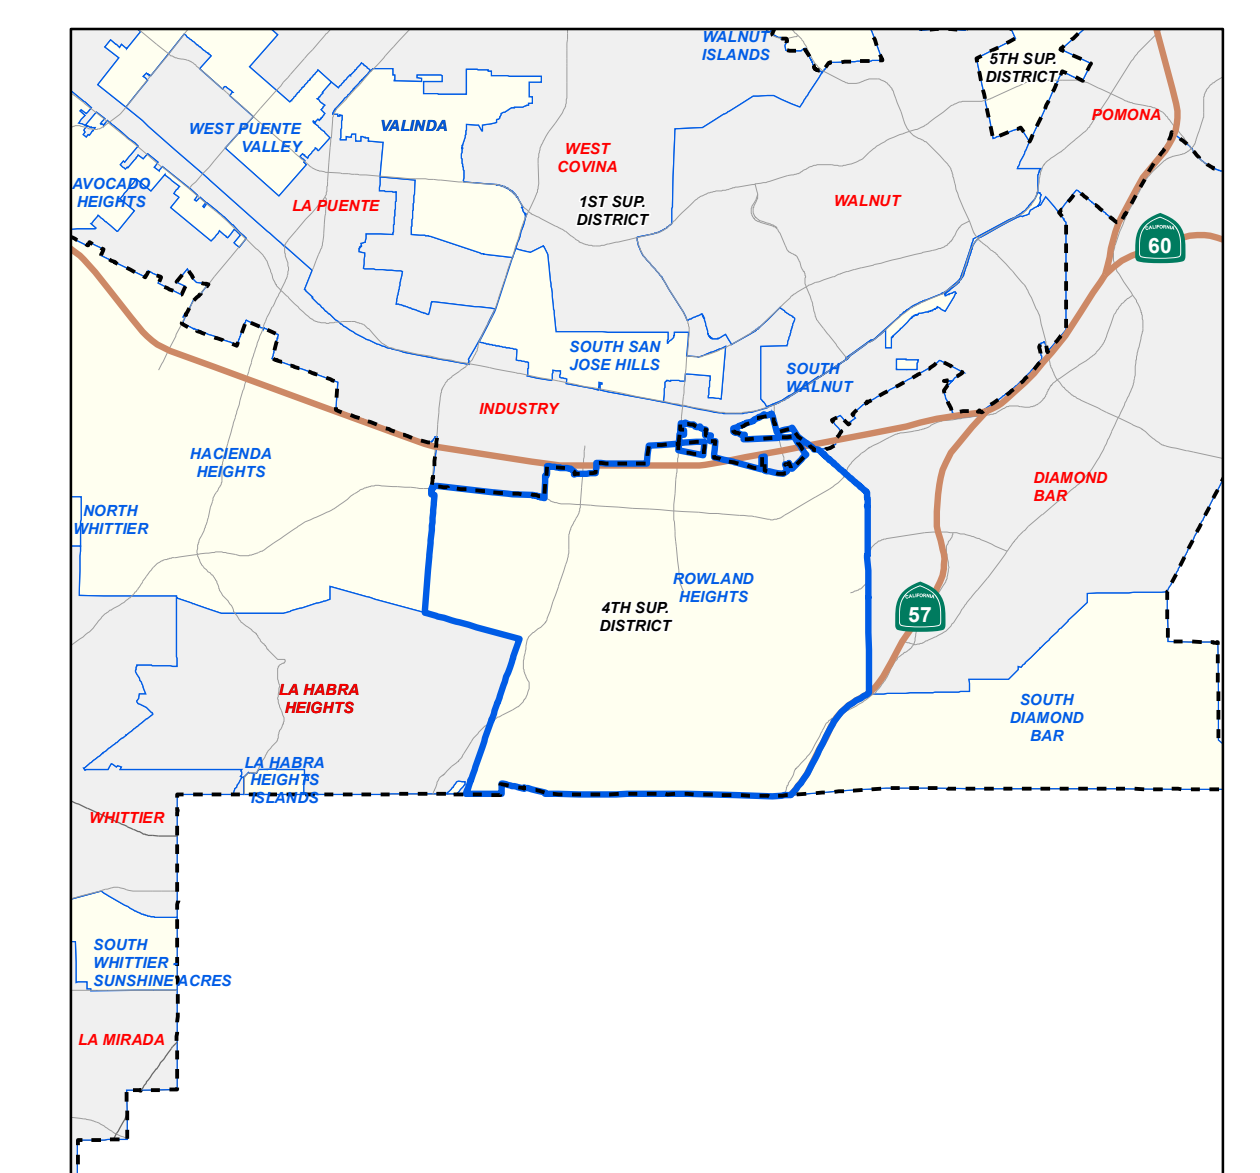 WALNUT
ISLANDS
5TH SUP.
DISTRICT
POMONA
WEST PUENTE
VALLEY
VALINDA
WEST
COVINA
AVOCADO
HEIGHTS
LA PUENTE
1ST SUP.
DISTRICT
WALNUT
CALIFORNIA
60
SOUTH SAN
JOSE HILLS
SOUTH
WALNUT
INDUSTRY
HACIENDA
HEIGHTS
DIAMOND
BAR
NORTH
WHITTIER
ROWLAND
HEIGHTS
4TH SUP.
DISTRICT
CALIFORNIA
57
LA HABRA
HEIGHTS
SOUTH
DIAMOND
BAR
LA HABRA
HEIGHTS
ISLANDS
WHITTIER
SOUTH
WHITTIER -
SUNSHINE ACRES
LA MIRADA